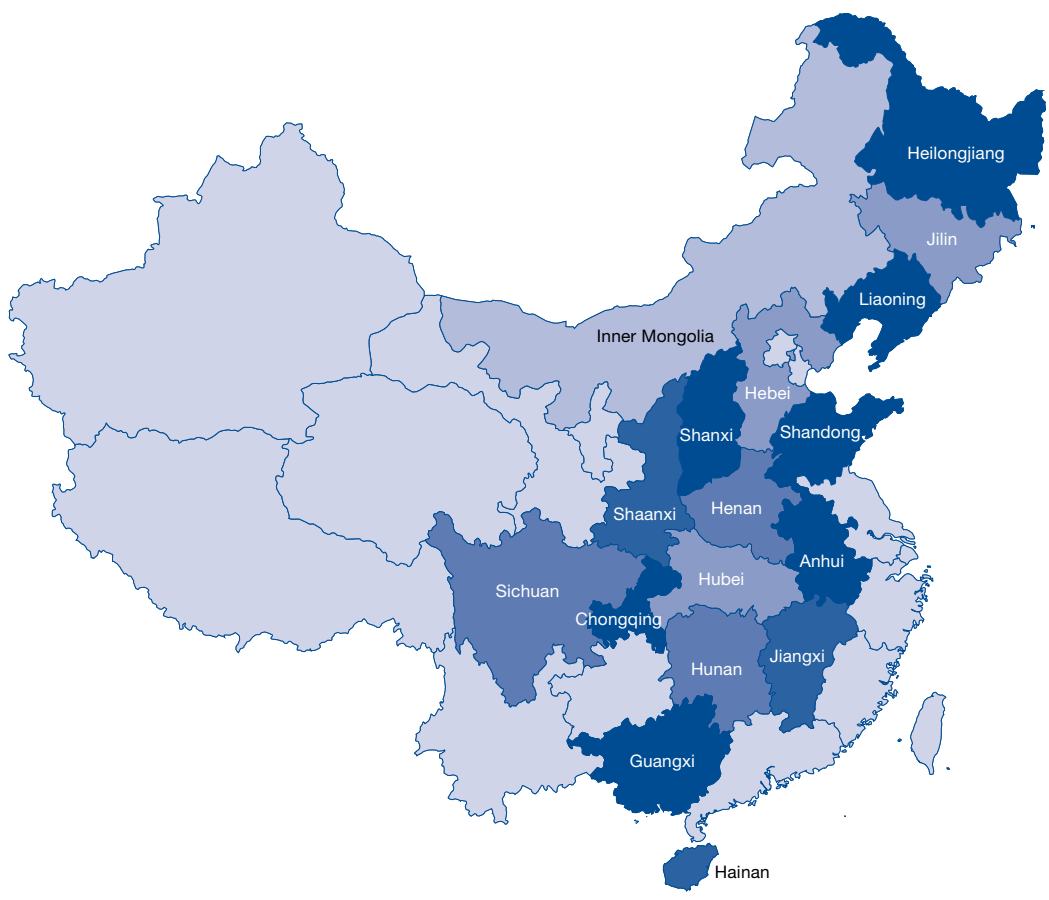 Heilongjiang
Jilin
Liaoning
Inner Mongolia
Hebei
Shanxi
Shandong
Shaanxi
Henan
Anhui
Sichuan
Hubei
Chongqing
Hunan
Jiangxi
Guangxi
Hainan